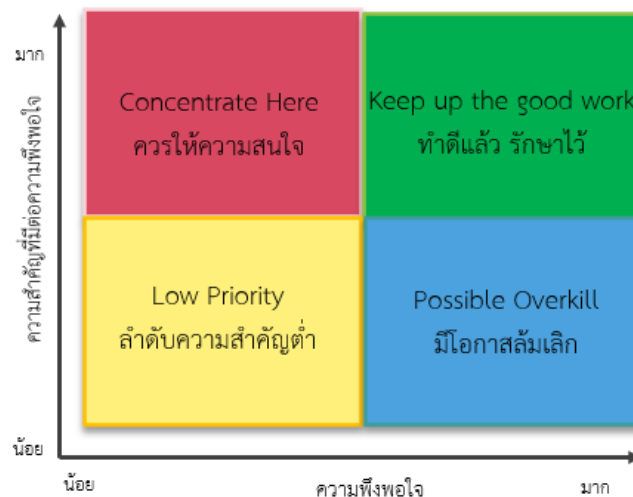 มาก
Concentrate Here
ควรให้ความสนใจ
Keep up the good work
ทำดีแล้ว รักษาไว้
ความสำคัญที่มีต่อความพึงพอใจ
Low Priority
ลำดับความสำคัญต่ำ
Possible Overkill
มีโอกาสล้มเลิก
น้อย
น้อย
ความพึงพอใจ
มาก